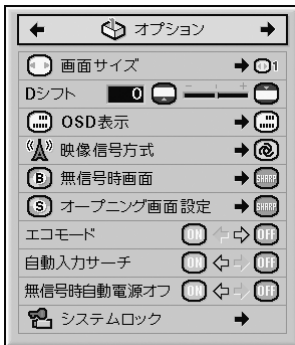 オプション
画面サイズ 1
Dシフト 0 − +
OSD表示
映像信号方式
B 無信号時画面 SHARP
S オープニング画面設定 SHARP
エコモード ON OFF
自動入力サーチ ON OFF
無信号時自動電源オフ ON OFF
システムロック